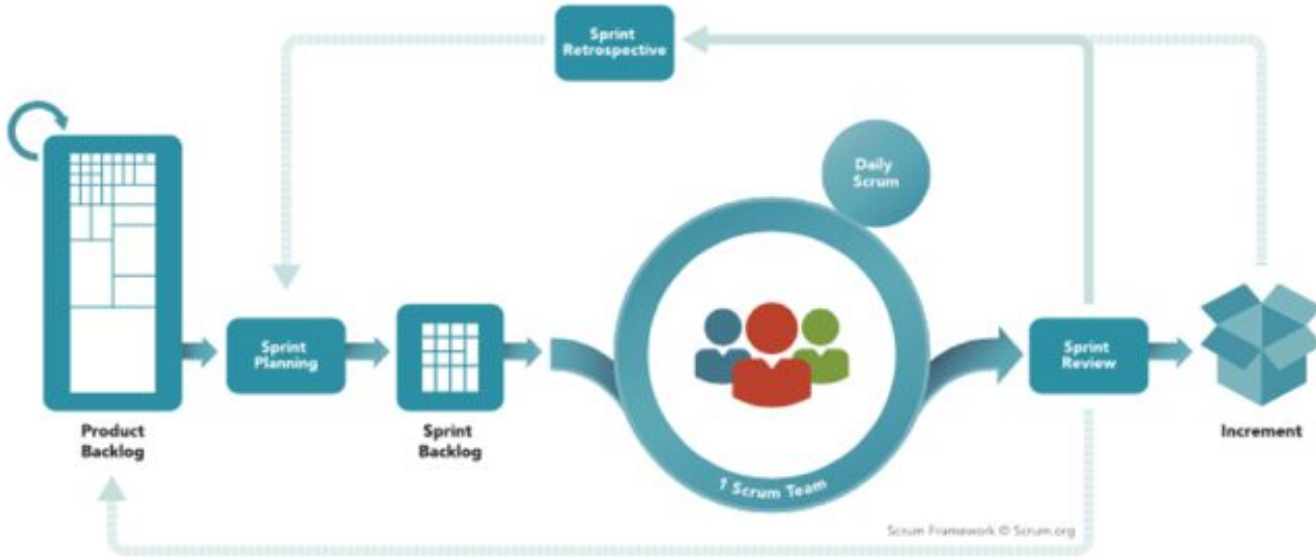 Sprint
Retrospective
Daily
Scrum
Sprint
Planning
Sprint
Review
Product
Backlog
Sprint
Backlog
Increment
1 Scrum Team
Scrum Framework © Scrum.org